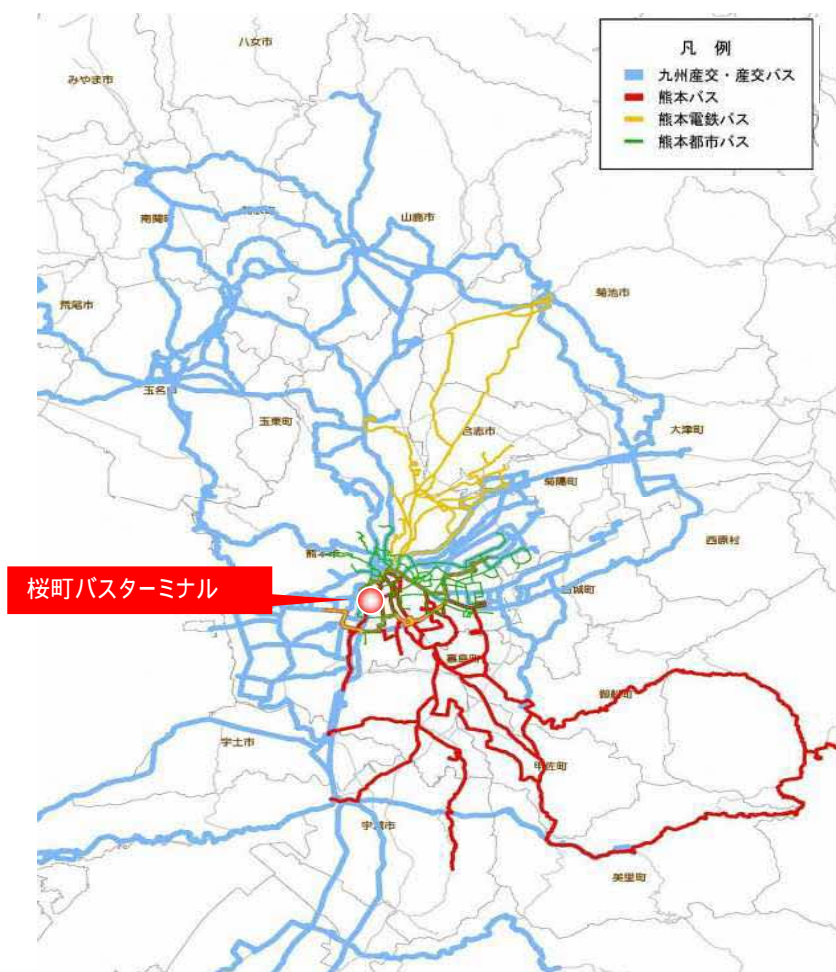 凡 例
九州産交・産交バス
熊本バス
熊本電鉄バス
熊本都市バス
八女市
みやま市
南関町
山鹿市
菊池市
荒尾市
玉名市
玉東町
合志市
大津町
菊陽町
西原村
桜町バスターミナル
嘉島町
御船町
宇土市
甲佐町
宇城市
美里町